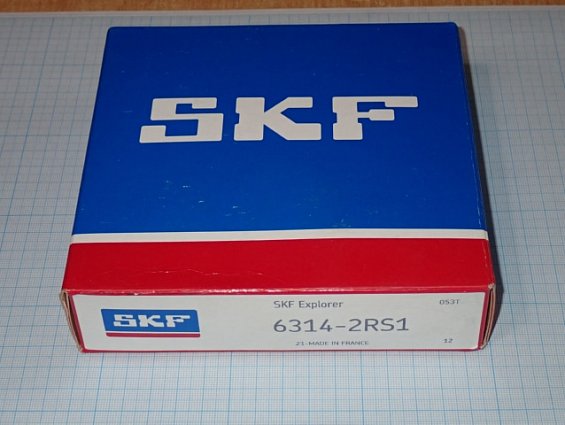 SKF
SKF Explorer
053T
SKF
6314-2RS1
21-MADE IN FRANCE
12